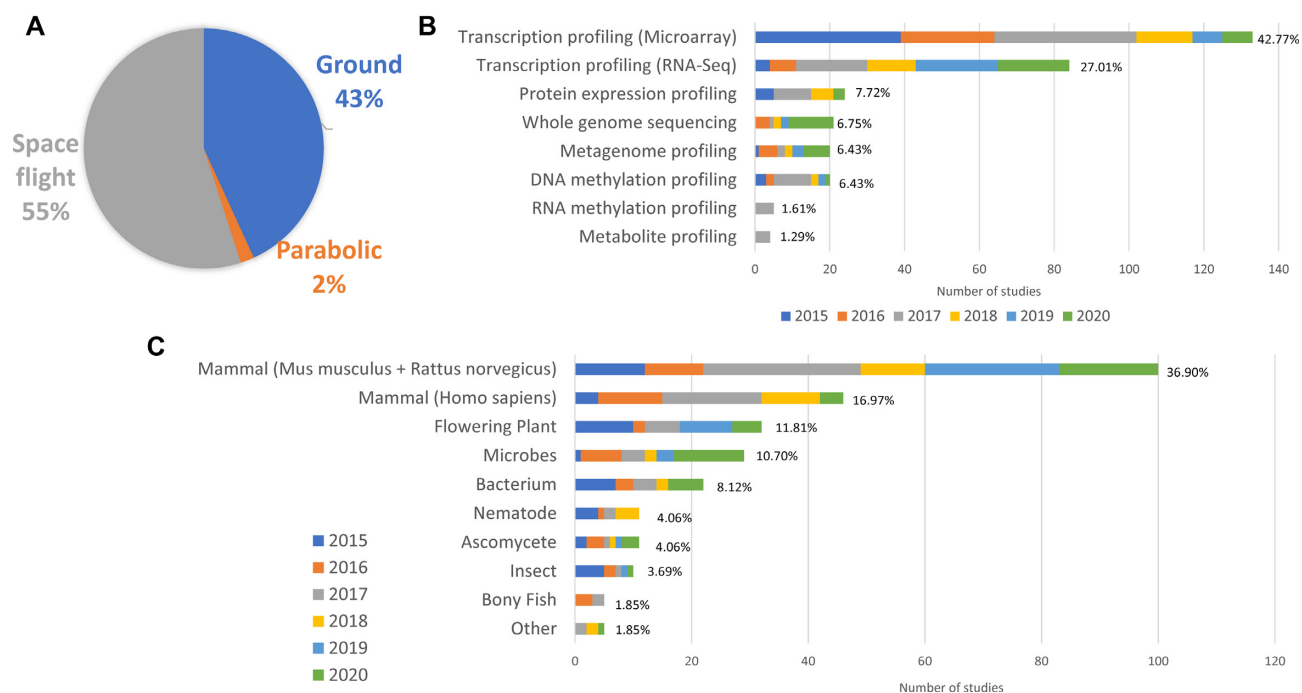 A
Ground
43%
Space
flight
55%
Parabolic
2%
B
Transcription profiling (Microarray)
42.77%
Transcription profiling (RNA-Seq)
27.01%
Protein expression profiling
7.72%
Whole genome sequencing
6.75%
Metagenome profiling
6.43%
DNA methylation profiling
6.43%
RNA methylation profiling
1.61%
Metabolite profiling
1.29%
0 20 40 60 80 100 120 140
Number of studies
2015 2016 2017 2018 2019 2020
C
Mammal (Mus musculus + Rattus norvegicus)
36.90%
Mammal (Homo sapiens)
16.97%
Flowering Plant
11.81%
Microbes
10.70%
Bacterium
8.12%
Nematode
4.06%
Ascomycete
4.06%
Insect
3.69%
Bony Fish
1.85%
Other
1.85%
0 20 40 60 80 100 120
Number of studies
2015
2016
2017
2018
2019
2020